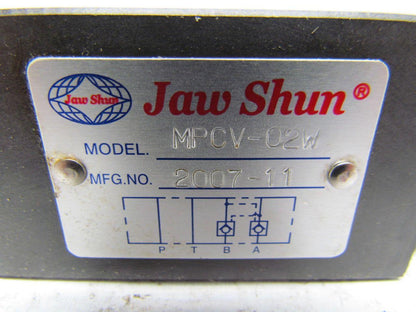 Jaw Shun
Jaw Shun®
MODEL. MPCV-02W
MFG.NO. 2007-11
P T B A